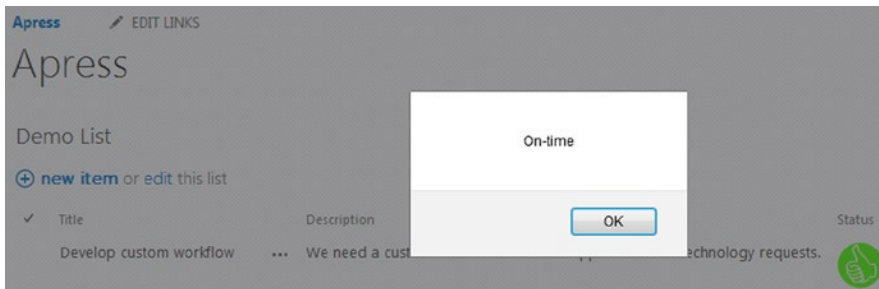 Apress EDIT LINKS
Apress
On-time
Demo List
new item or edit this list
OK
Title Description Status
Develop custom workflow ... We need a cust echnology requests.